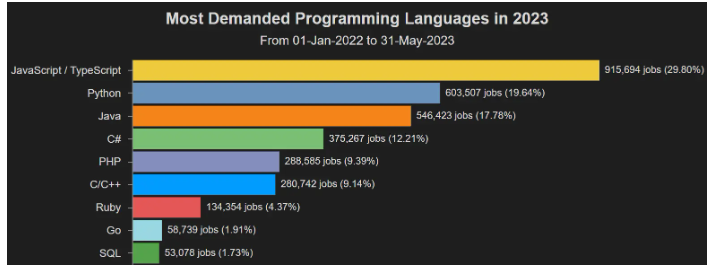 Most Demanded Programming Languages in 2023
From 01-Jan-2022 to 31-May-2023
JavaScript / TypeScript 915,694 jobs (29.80%)
Python 603,507 jobs (19.64%)
Java 546,423 jobs (17.78%)
C# 375,267 jobs (12.21%)
PHP 288,585 jobs (9.39%)
C/C++ 280,742 jobs (9.14%)
Ruby 134,354 jobs (4.37%)
Go 58,739 jobs (1.91%)
SQL 53,078 jobs (1.73%)